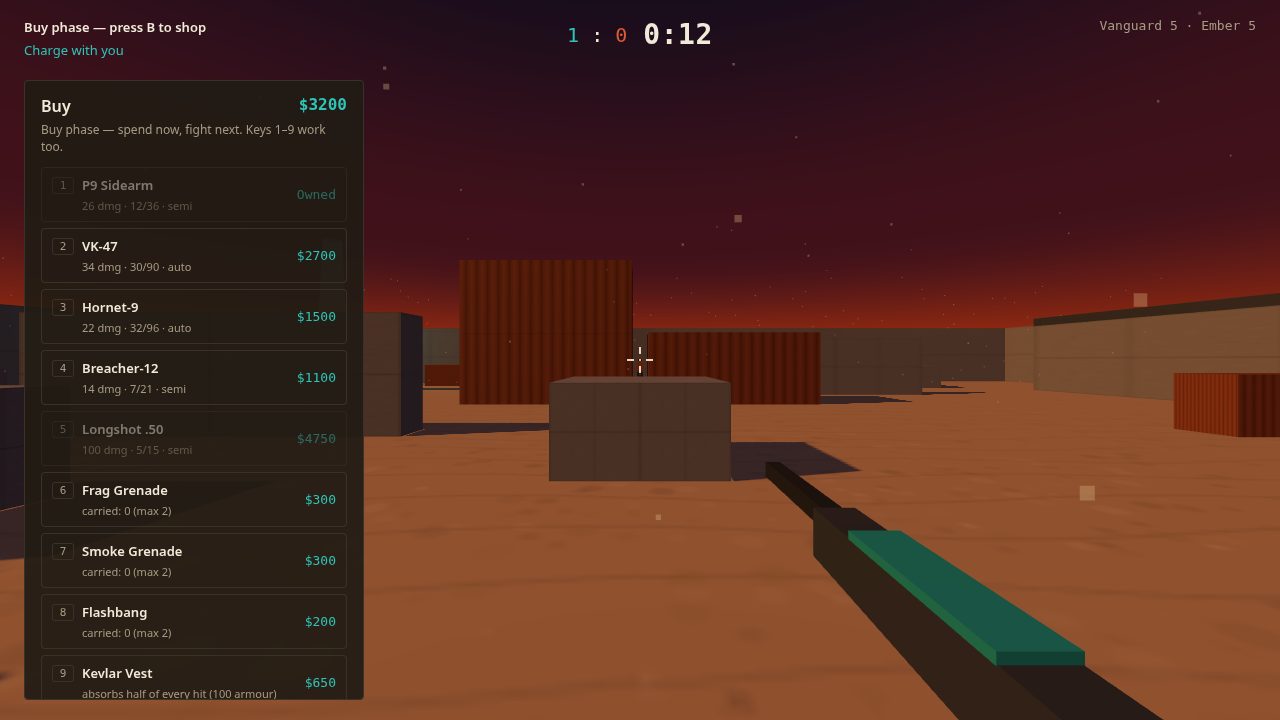 Buy phase — press B to shop
Charge with you
1 : 0 0:12
Vanguard 5 · Ember 5
Buy $3200
Buy phase — spend now, fight next. Keys 1–9 work
too.
1 P9 Sidearm Owned
26 dmg · 12/36 · semi
2 VK-47 $2700
34 dmg · 30/90 · auto
3 Hornet-9 $1500
22 dmg · 32/96 · auto
4 Breacher-12 $1100
14 dmg · 7/21 · semi
5 Longshot .50 $4750
100 dmg · 5/15 · semi
6 Frag Grenade $300
carried: 0 (max 2)
7 Smoke Grenade $300
carried: 0 (max 2)
8 Flashbang $200
carried: 0 (max 2)
9 Kevlar Vest $650
absorbs half of every hit (100 armour)